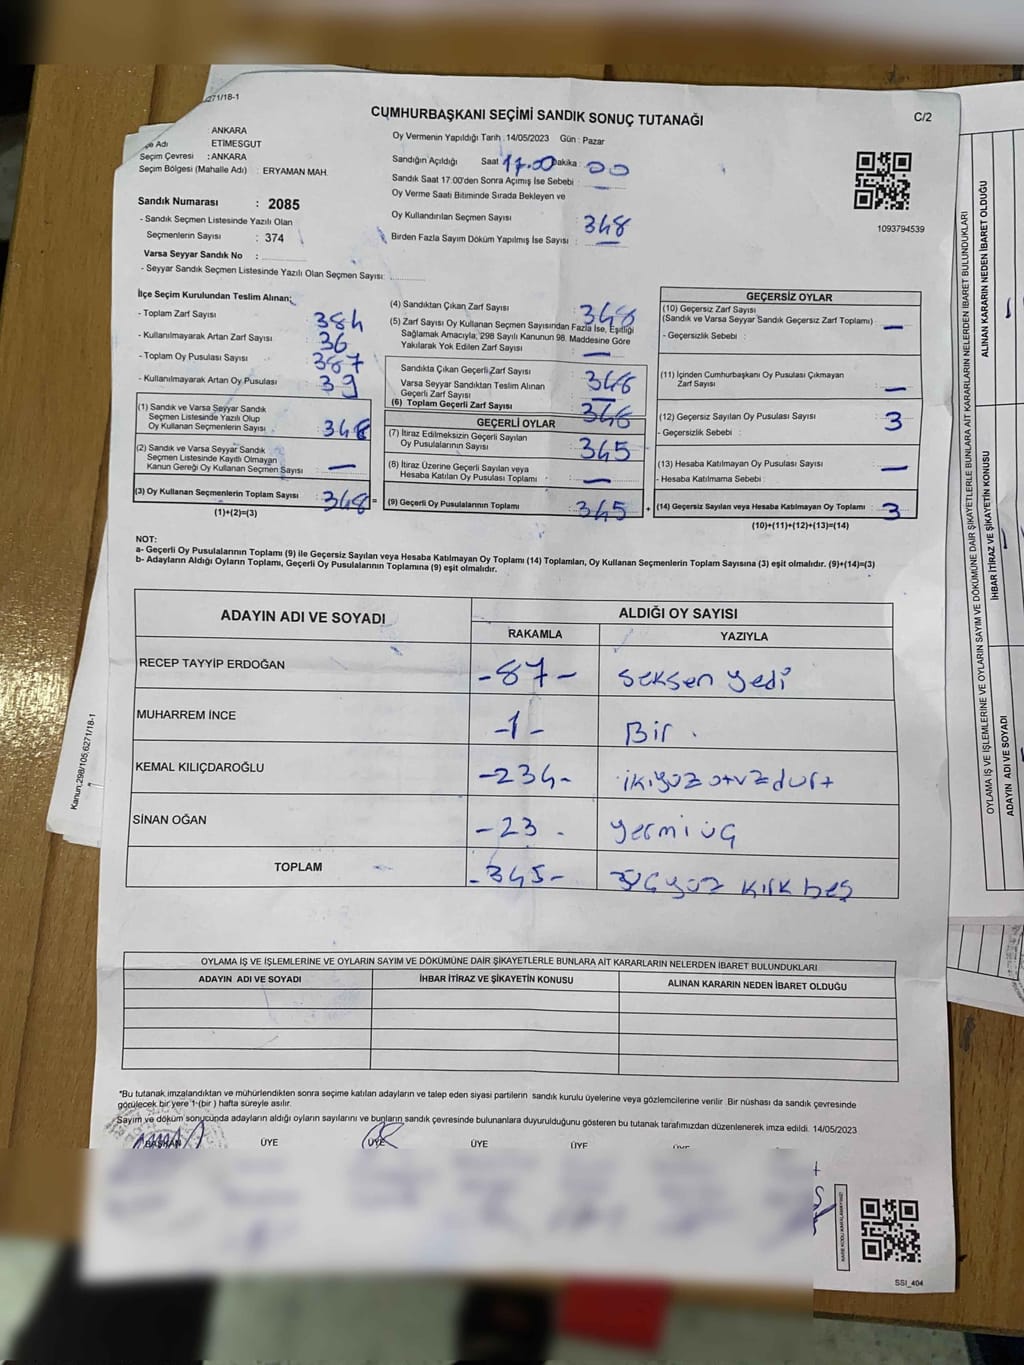 271/18-1
CUMHURBAŞKANI SEÇİMİ SANDIK SONUÇ TUTANAĞI
C/2
: ANKARA
Adı ETİMESGUT
Seçim Çevresi : ANKARA
Seçim Bölgesi (Mahalle Adı) : ERYAMAN MAH.
Sandık Numarası : 2085
- Sandık Seçmen Listesinde Yazılı Olan
Seçmenlerin Sayısı : 374
Varsa Seyyar Sandık No :
- Seyyar Sandık Seçmen Listesinde Yazılı Olan Seçmen Sayısı:
Oy Vermenin Yapıldığı Tarih : 14/05/2023 Gün : Pazar
Sandığın Açıldığı Saat 17.00 Dakika : 00
Sandık Saat 17:00'den Sonra Açımış İse Sebebi :
Oy Verme Saati Bitiminde Sırada Bekleyen ve
Oy Kullandırılan Seçmen Sayısı : 348
Birden Fazla Sayım Döküm Yapılmış İse Sayısı : —
1093794539
İlçe Seçim Kurulundan Teslim Alınan;
- Toplam Zarf Sayısı : 384
- Kullanılmayarak Artan Zarf Sayısı : 36
- Toplam Oy Pusulası Sayısı : 387
- Kullanılmayarak Artan Oy Pusulası : 39
(1) Sandık ve Varsa Seyyar Sandık
Seçmen Listesinde Yazılı Olup
Oy Kullanan Seçmenlerin Sayısı : 348
(2) Sandık ve Varsa Seyyar Sandık
Seçmen Listesinde Kayıtlı Olmayan
Kanun Gereği Oy Kullanan Seçmen Sayısı : —
(3) Oy Kullanan Seçmenlerin Toplam Sayısı : 348 =
(1)+(2)=(3)
(4) Sandıktan Çıkan Zarf Sayısı : 348
(5) Zarf Sayısı Oy Kullanan Seçmen Sayısından Fazla İse, Eşitliği
Sağlamak Amacıyla, 298 Sayılı Kanunun 98. Maddesine Göre
Yakılarak Yok Edilen Zarf Sayısı : —
Sandıkta Çıkan Geçerli Zarf Sayısı : 348
Varsa Seyyar Sandıktan Teslim Alınan
Geçerli Zarf Sayısı : —
(6) Toplam Geçerli Zarf Sayısı : 348
GEÇERLİ OYLAR
(7) İtiraz Edilmeksizin Geçerli Sayılan
Oy Pusulalarının Sayısı : 345
(8) İtiraz Üzerine Geçerli Sayılan veya
Hesaba Katılan Oy Pusulası Toplamı : —
(9) Geçerli Oy Pusulalarının Toplamı : 345 +
GEÇERSİZ OYLAR
(10) Geçersiz Zarf Sayısı
(Sandık ve Varsa Seyyar Sandık Geçersiz Zarf Toplamı) : —
- Geçersizlik Sebebi :
(11) İçinden Cumhurbaşkanı Oy Pusulası Çıkmayan
Zarf Sayısı : —
(12) Geçersiz Sayılan Oy Pusulası Sayısı : 3
- Geçersizlik Sebebi :
(13) Hesaba Katılmayan Oy Pusulası Sayısı : —
- Hesaba Katılmama Sebebi :
(14) Geçersiz Sayılan veya Hesaba Katılmayan Oy Toplamı : 3
(10)+(11)+(12)+(13)=(14)
NOT:
a- Geçerli Oy Pusulalarının Toplamı (9) ile Geçersiz Sayılan veya Hesaba Katılmayan Oy Toplamı (14) Toplamları, Oy Kullanan Seçmenlerin Toplam Sayısına (3) eşit olmalıdır. (9)+(14)=(3)
b- Adayların Aldığı Oyların Toplamı, Geçerli Oy Pusulalarının Toplamına (9) eşit olmalıdır.
ADAYIN ADI VE SOYADI
ALDIĞI OY SAYISI
RAKAMLA YAZIYLA
RECEP TAYYİP ERDOĞAN -87- seksen yedi
MUHARREM İNCE -1- Bir .
KEMAL KILIÇDAROĞLU -234- ikiyüz otuz dört
SİNAN OĞAN -23- yermi üç
TOPLAM -345- üçyüz kırk beş
OYLAMA İŞ VE İŞLEMLERİNE VE OYLARIN SAYIM VE DÖKÜMÜNE DAİR ŞİKAYETLERLE BUNLARA AİT KARARLARIN NELERDEN İBARET BULUNDUKLARI
ADAYIN ADI VE SOYADI İHBAR İTİRAZ VE ŞİKAYETİN KONUSU ALINAN KARARIN NEDEN İBARET OLDUĞU
*Bu tutanak imzalandıktan ve mühürlendikten sonra seçime katılan adayların ve talep eden siyasi partilerin sandık kurulu üyelerine veya gözlemcilerine verilir. Bir nüshası da sandık çevresinde
görülecek bir yere 1-(bir ) hafta süreyle asılır.
Sayım ve döküm sonucunda adayların aldığı oyların sayılarını ve bunların sandık çevresinde bulunanlara duyurulduğunu gösteren bu tutanak tarafımızdan düzenlenerek imza edildi. 14/05/2023
BAŞKAN ÜYE ÜYE ÜYE ÜYE
SSI_404
Kanun.298/105;6271/18-1
OYLAMA İŞ VE İŞLEMLERİNE VE OYLARIN SAYIM VE DÖKÜMÜNE DAİR ŞİKAYETLERLE BUNLARA AİT KARARLARIN NELERDEN İBARET BULUNDUKLARI
ADAYIN ADI VE SOYADI
İHBAR İTİRAZ VE ŞİKAYETİN KONUSU
ALINAN KARARIN NEDEN İBARET OLDUĞU